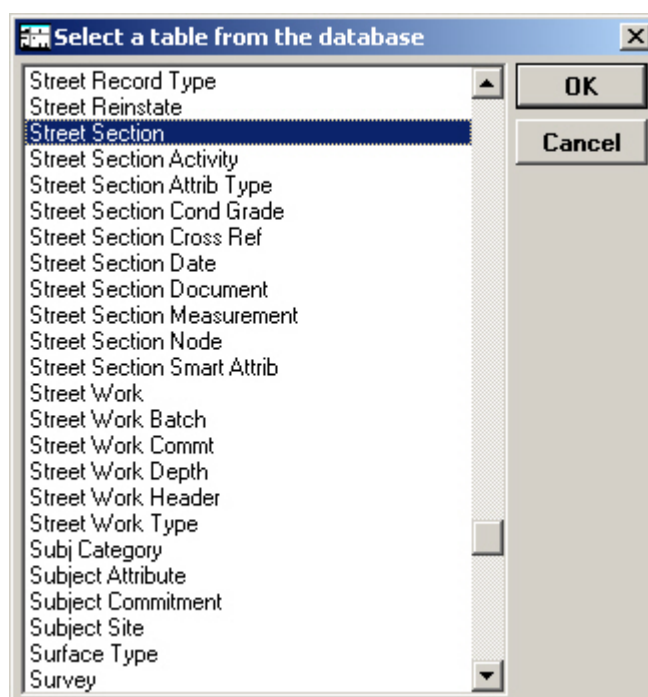 Select a table from the database
OK
Cancel
Street Record Type
Street Reinstate
Street Section
Street Section Activity
Street Section Attrib Type
Street Section Cond Grade
Street Section Cross Ref
Street Section Date
Street Section Document
Street Section Measurement
Street Section Node
Street Section Smart Attrib
Street Work
Street Work Batch
Street Work Commt
Street Work Depth
Street Work Header
Street Work Type
Subj Category
Subject Attribute
Subject Commitment
Subject Site
Surface Type
Survey